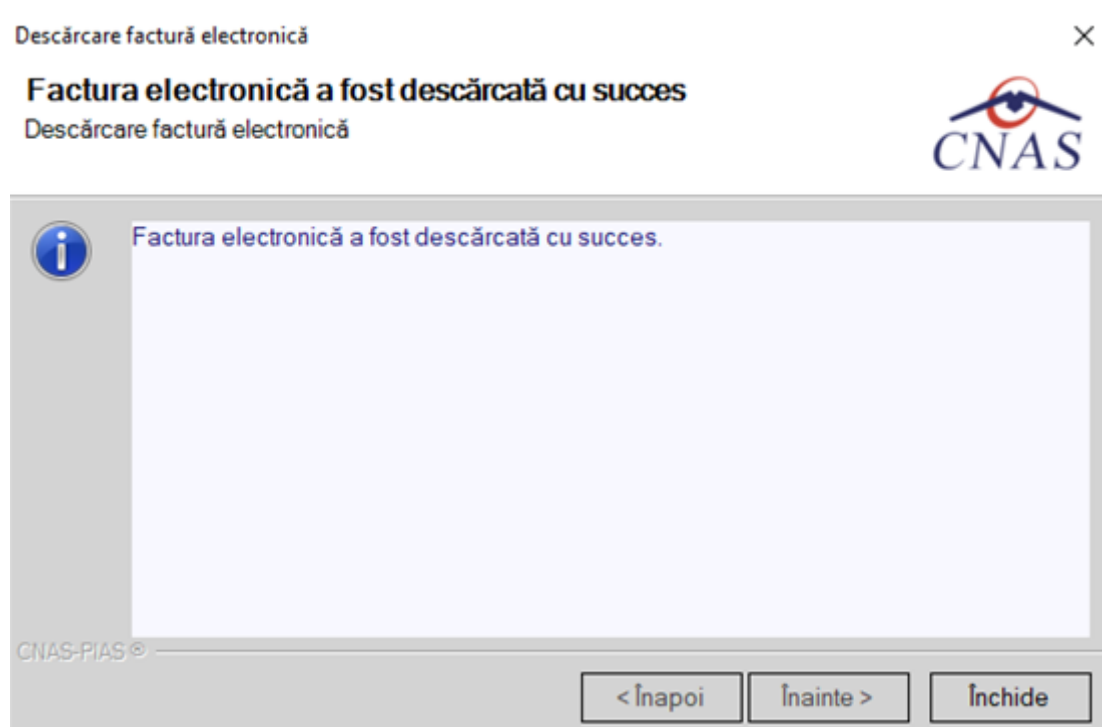 Descărcare factură electronică
Factura electronică a fost descărcată cu succes
Descărcare factură electronică
CNAS
Factura electronică a fost descărcată cu succes.
CNAS-PIAS ®
< Înapoi
Înainte >
Închide